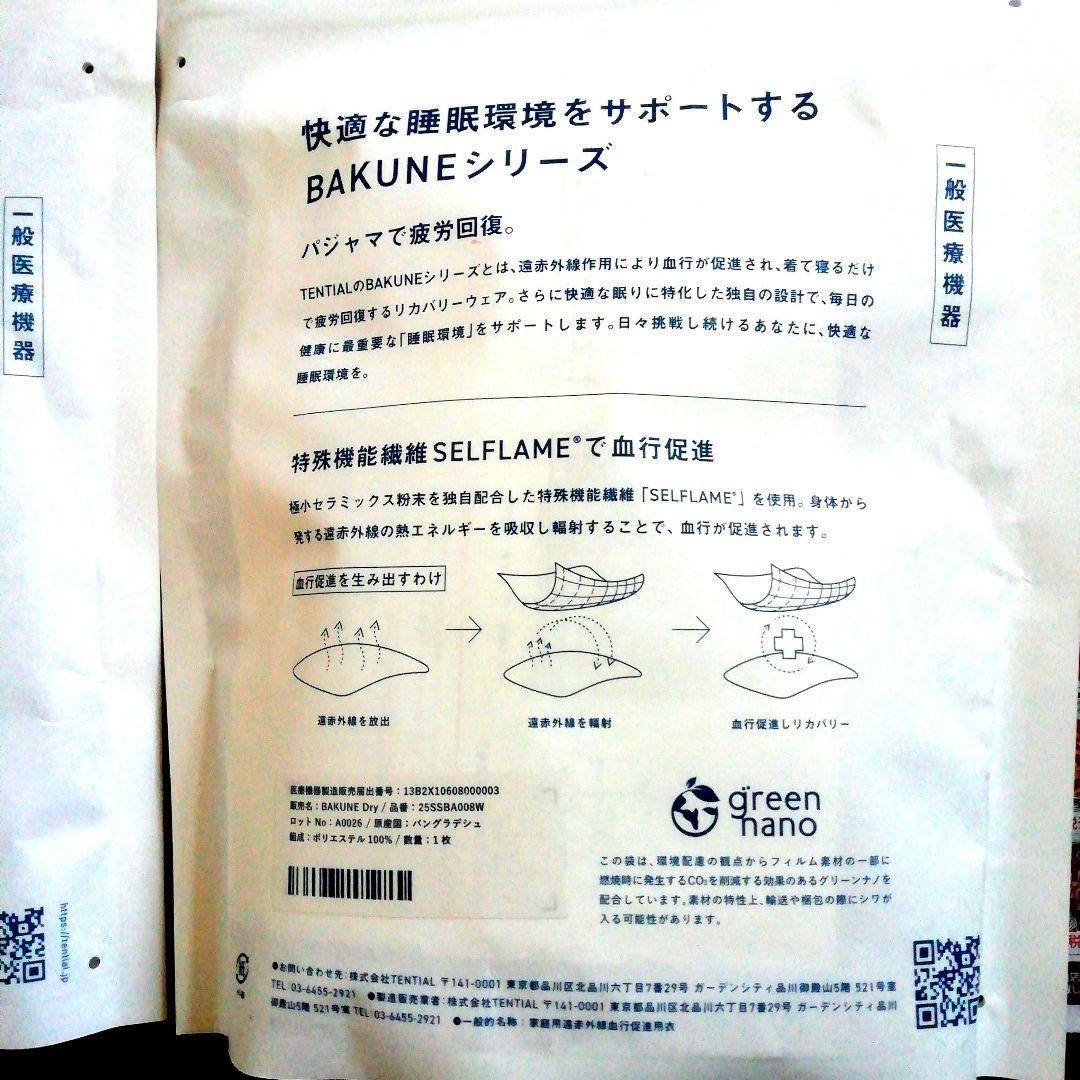 一般医療機器
https://tential.jp
快適な睡眠環境をサポートする
BAKUNEシリーズ
一般医療機器
パジャマで疲労回復。
TENTIALのBAKUNEシリーズとは、遠赤外線作用により血行が促進され、着て寝るだけ
で疲労回復するリカバリーウェア。さらに快適な眠りに特化した独自の設計で、毎日の
健康に最重要な「睡眠環境」をサポートします。日々挑戦し続けるあなたに、快適な
睡眠環境を。
特殊機能繊維SELFLAME®で血行促進
極小セラミックス粉末を独自配合した特殊機能繊維「SELFLAME®」を使用。身体から
発する遠赤外線の熱エネルギーを吸収し輻射することで、血行が促進されます。
血行促進を生み出すわけ
遠赤外線を放出
遠赤外線を輻射
血行促進しリカバリー
医療機器製造販売届出番号：13B2X10608000003
販売名：BAKUNE Dry / 品番：25SSBA008W
ロットNo：A0026 / 原産国：バングラデシュ
組成：ポリエステル100% / 数量：1枚
green
nano
この袋は、環境配慮の観点からフィルム素材の一部に
燃焼時に発生するCO₂を削減する効果のあるグリーンナノを
配合しています。素材の特性上、輸送や梱包の際にシワが
入る可能性があります。
●お問い合わせ先：株式会社TENTIAL 〒141-0001 東京都品川区北品川六丁目7番29号 ガーデンシティ品川御殿山5階 521号室
TEL：03-6455-2921 ●製造販売業者：株式会社TENTIAL 〒141-0001 東京都品川区北品川六丁目7番29号 ガーデンシティ品川
御殿山5階 521号室 TEL：03-6455-2921 ●一般的名称：家庭用遠赤外線血行促進用衣